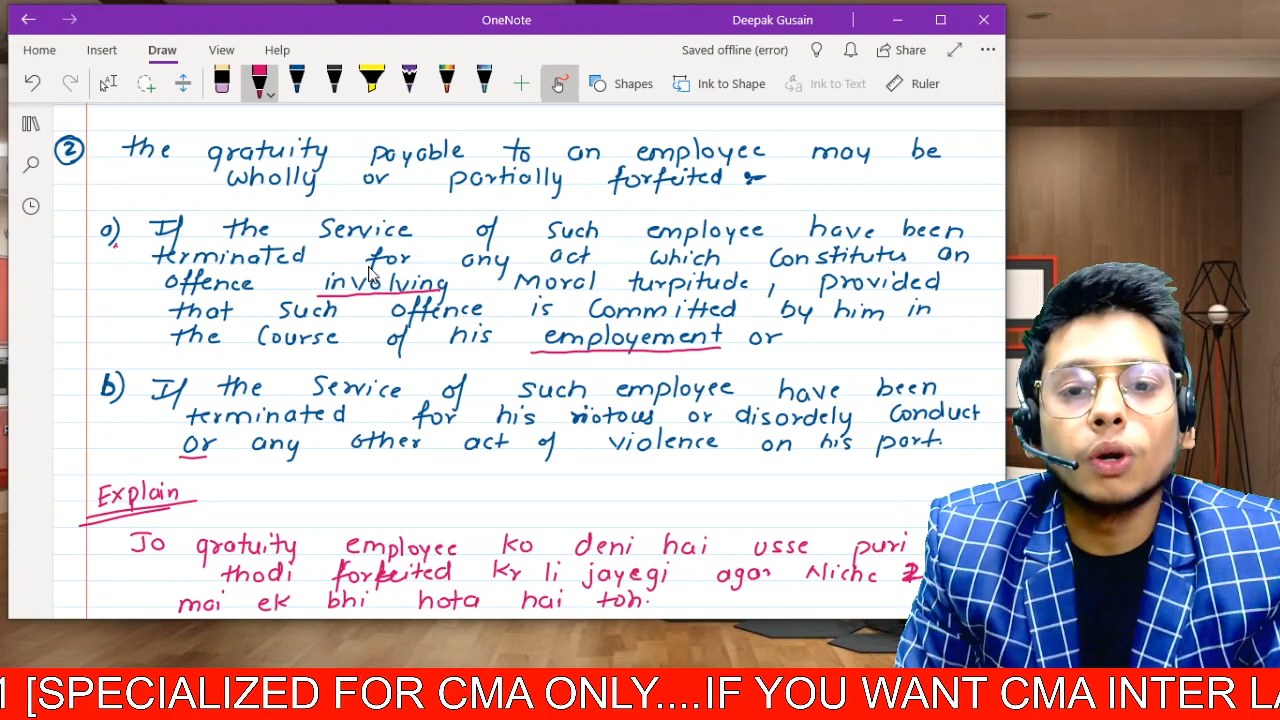 OneNote
Deepak Gusain
Home Insert Draw View Help
Saved offline (error)
Share
Shapes
Ink to Shape
Ink to Text
Ruler
② the gratuity payable to an employee may be
wholly or partially forfeited :-
a) If the Service of such employee have been
terminated for any act which Constitutes an
offence involving Moral turpitude, provided
that such offence is Committed by him in
the Course of his employement or
b) If the Service of such employee have been
terminated for his riotous or disordely Conduct
or any other act of violence on his part.
Explain
Jo gratuity employee ko deni hai usse puri
thodi forfeited Kr li jayegi agar Niche 2
mai ek bhi hota hai toh.
1 [SPECIALIZED FOR CMA ONLY....IF YOU WANT CMA INTER